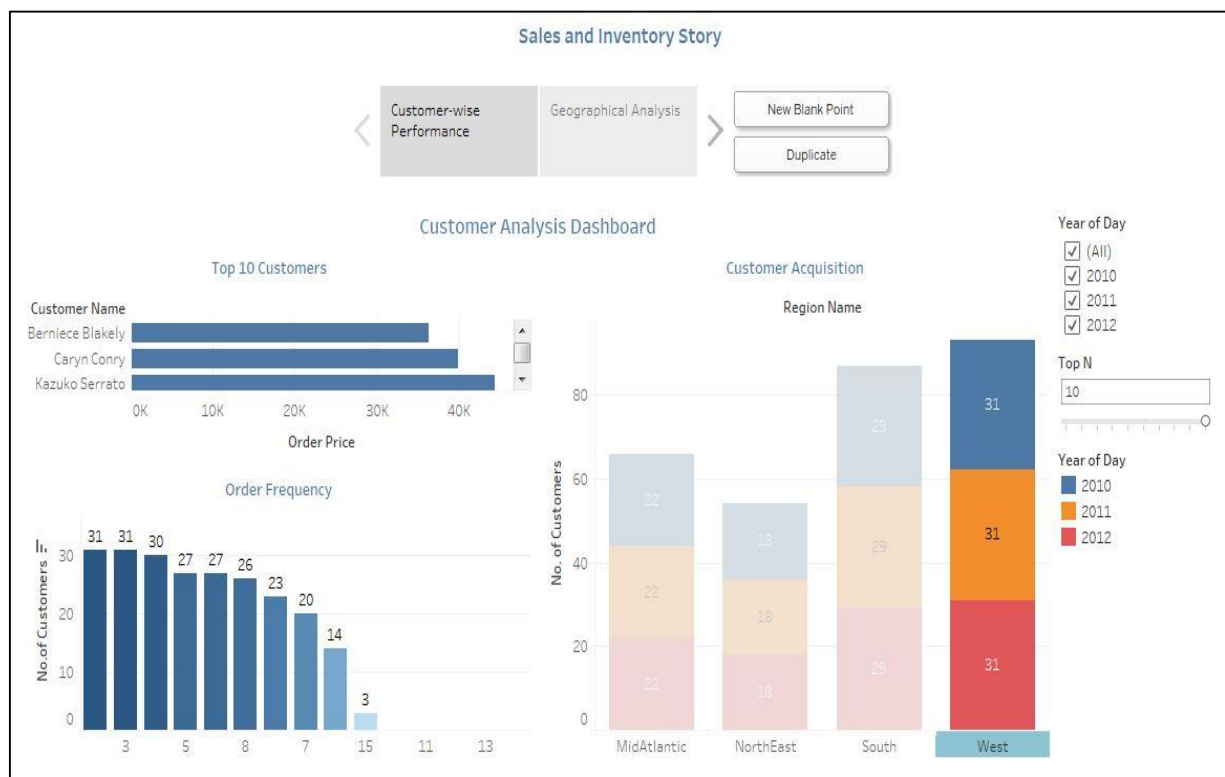 Sales and Inventory Story
Customer-wise
Performance
Geographical Analysis
New Blank Point
Duplicate
Customer Analysis Dashboard
Top 10 Customers
Customer Name
Berniece Blakely
Caryn Conry
Kazuko Serrato
0K 10K 20K 30K 40K
Order Price
Order Frequency
No.of Customers
30
20
10
0
31 31 30 27 27 26 23 20 14 3
3 5 8 7 15 11 13
Customer Acquisition
Region Name
No. of Customers
80
60
40
20
0
22 18 29 31
22 18 29 31
22 18 29 31
MidAtlantic NorthEast South West
Year of Day
(All)
2010
2011
2012
Top N
10
Year of Day
2010
2011
2012